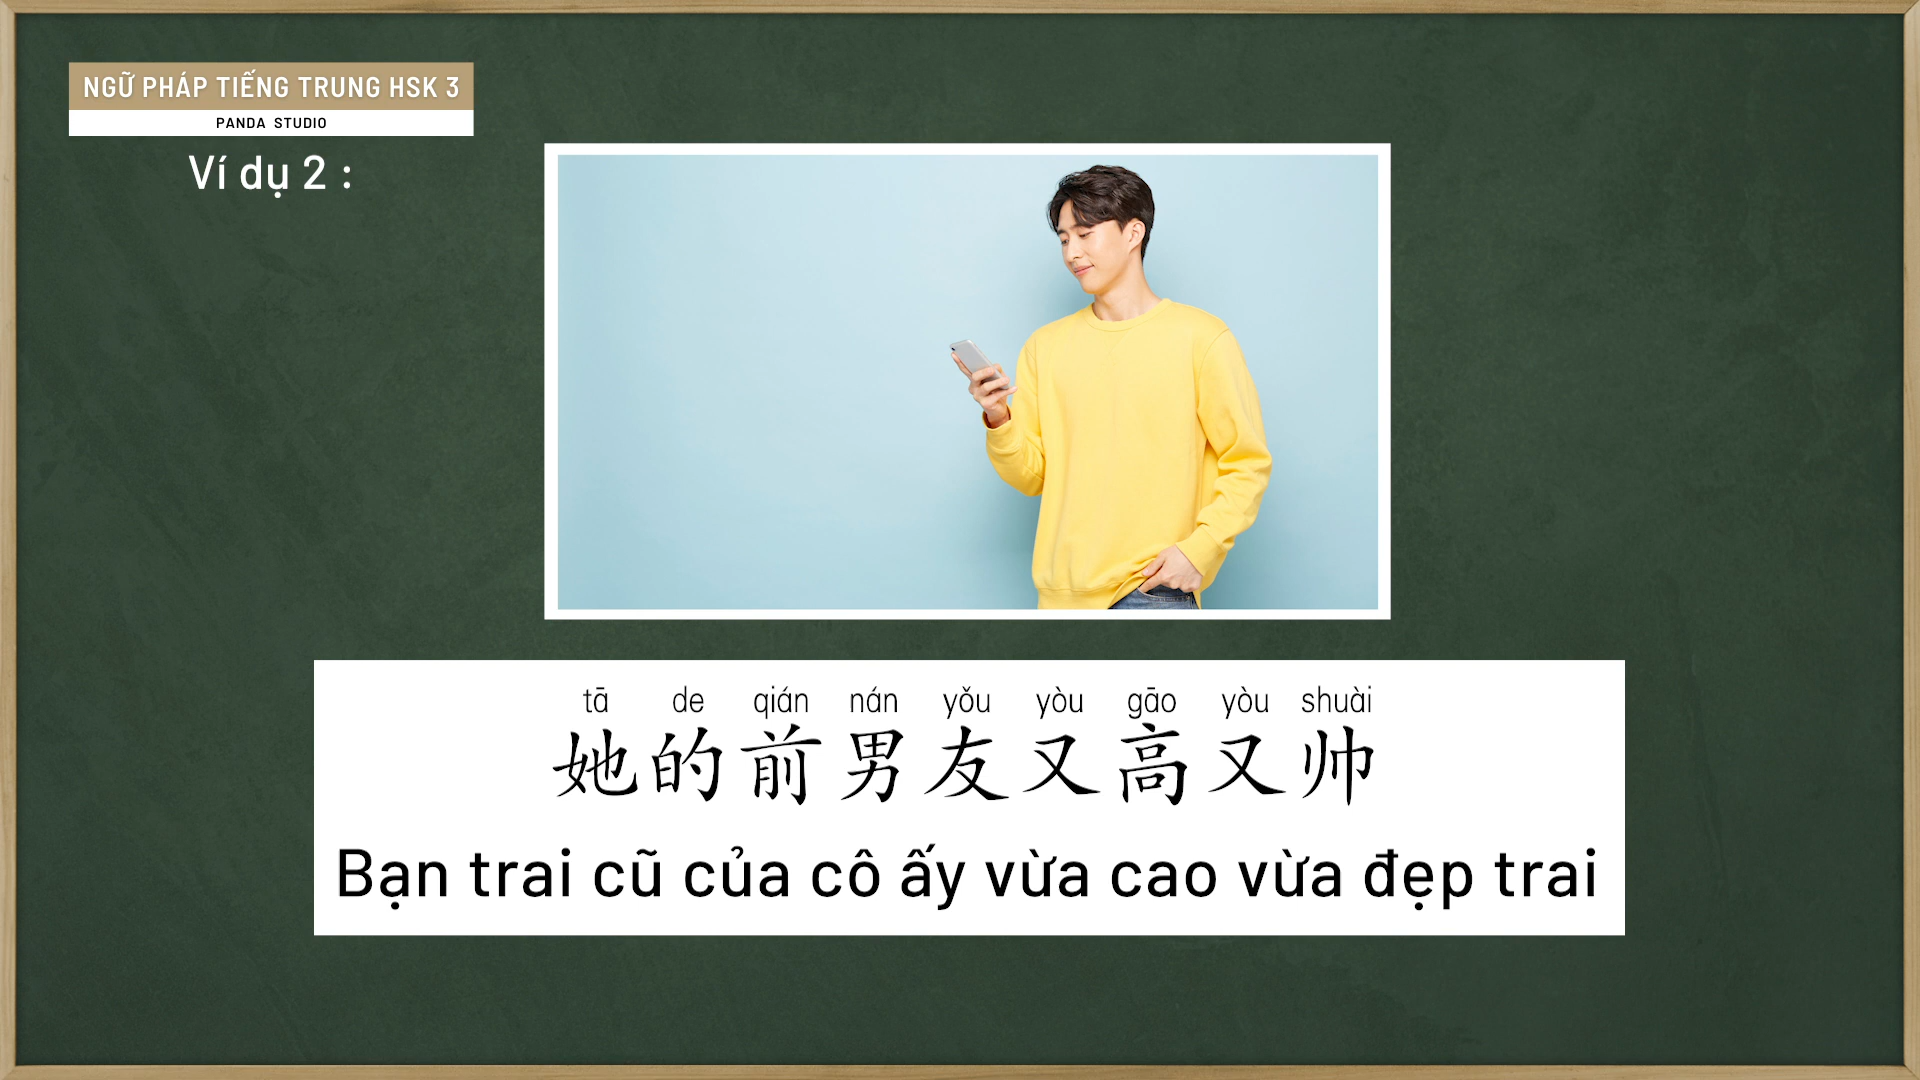 NGỮ PHÁP TIẾNG TRUNG HSK 3
PANDA STUDIO
Ví dụ 2 :
tā de qián nán yǒu yòu gāo yòu shuài
她的前男友又高又帅
Bạn trai cũ của cô ấy vừa cao vừa đẹp trai